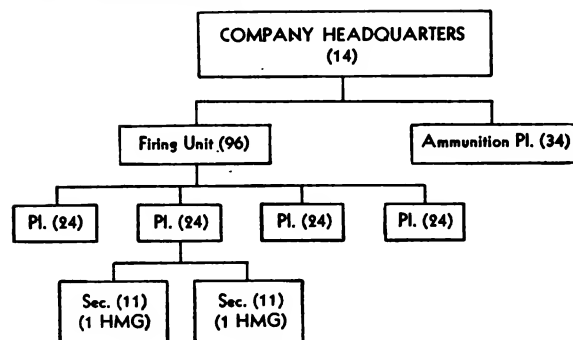 COMPANY HEADQUARTERS
(14)
Firing Unit (96)
Ammunition Pl. (34)
Pl. (24)
Pl. (24)
Pl. (24)
Pl. (24)
Sec. (11)
(1 HMG)
Sec. (11)
(1 HMG)